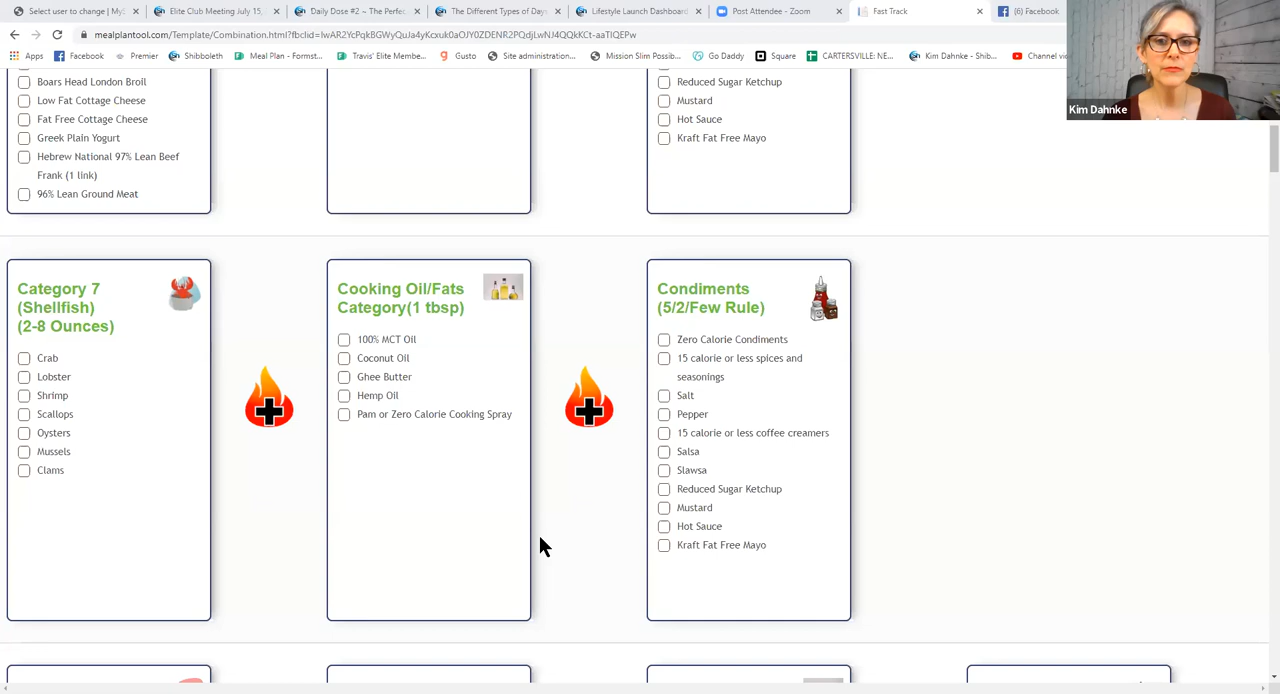 Select user to change | MyS
Elite Club Meeting July 15,
Daily Dose #2 ~ The Perfe
The Different Types of Days
Lifestyle Launch Dashboard
Post Attendee - Zoom
Fast Track
(6) Facebook
mealplantool.com/Template/Combination.html?fbclid=IwAR2YcPqkBGWyQuJa4yKcxuk0aOJY0ZDENR2PQdjLwNJ4QQkKCt-aaTIQEPw
Apps
Facebook
Premier
Shibboleth
Meal Plan - Formst...
Travis' Elite Membe...
Gusto
Site administration...
Mission Slim Possib...
Go Daddy
Square
CARTERSVILLE: NE...
Kim Dahnke - Shib...
Channel vi
Kim Dahnke
Boars Head London Broil
Low Fat Cottage Cheese
Fat Free Cottage Cheese
Greek Plain Yogurt
Hebrew National 97% Lean Beef
Frank (1 link)
96% Lean Ground Meat
Reduced Sugar Ketchup
Mustard
Hot Sauce
Kraft Fat Free Mayo
Category 7
(Shellfish)
(2-8 Ounces)
Crab
Lobster
Shrimp
Scallops
Oysters
Mussels
Clams
Cooking Oil/Fats
Category(1 tbsp)
100% MCT Oil
Coconut Oil
Ghee Butter
Hemp Oil
Pam or Zero Calorie Cooking Spray
Condiments
(5/2/Few Rule)
Zero Calorie Condiments
15 calorie or less spices and
seasonings
Salt
Pepper
15 calorie or less coffee creamers
Salsa
Slawsa
Reduced Sugar Ketchup
Mustard
Hot Sauce
Kraft Fat Free Mayo